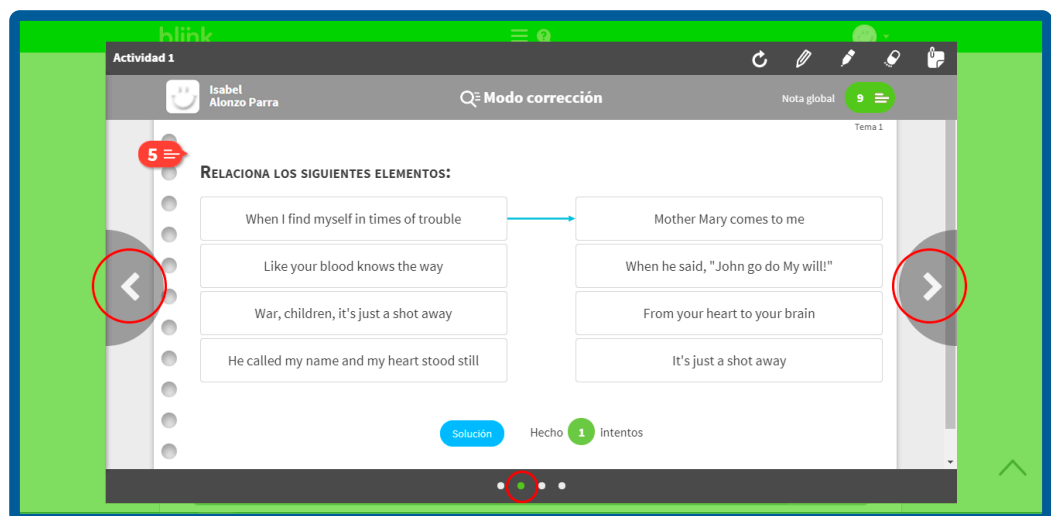 blink
Actividad 1
Isabel
Alonzo Parra
Modo corrección
Nota global 9
Tema 1
5
RELACIONA LOS SIGUIENTES ELEMENTOS:
When I find myself in times of trouble
Mother Mary comes to me
Like your blood knows the way
When he said, "John go do My will!"
War, children, it's just a shot away
From your heart to your brain
He called my name and my heart stood still
It's just a shot away
Solución Hecho 1 intentos